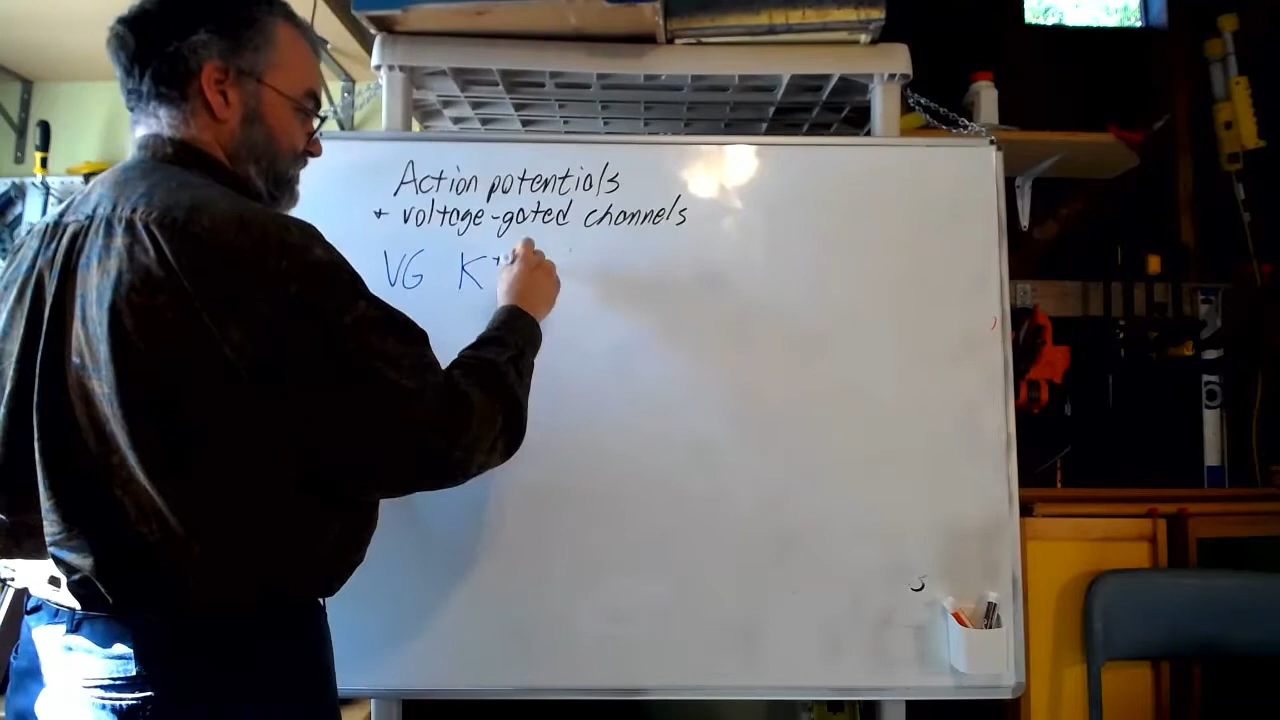 Action potentials
+ voltage-gated channels
VG K+